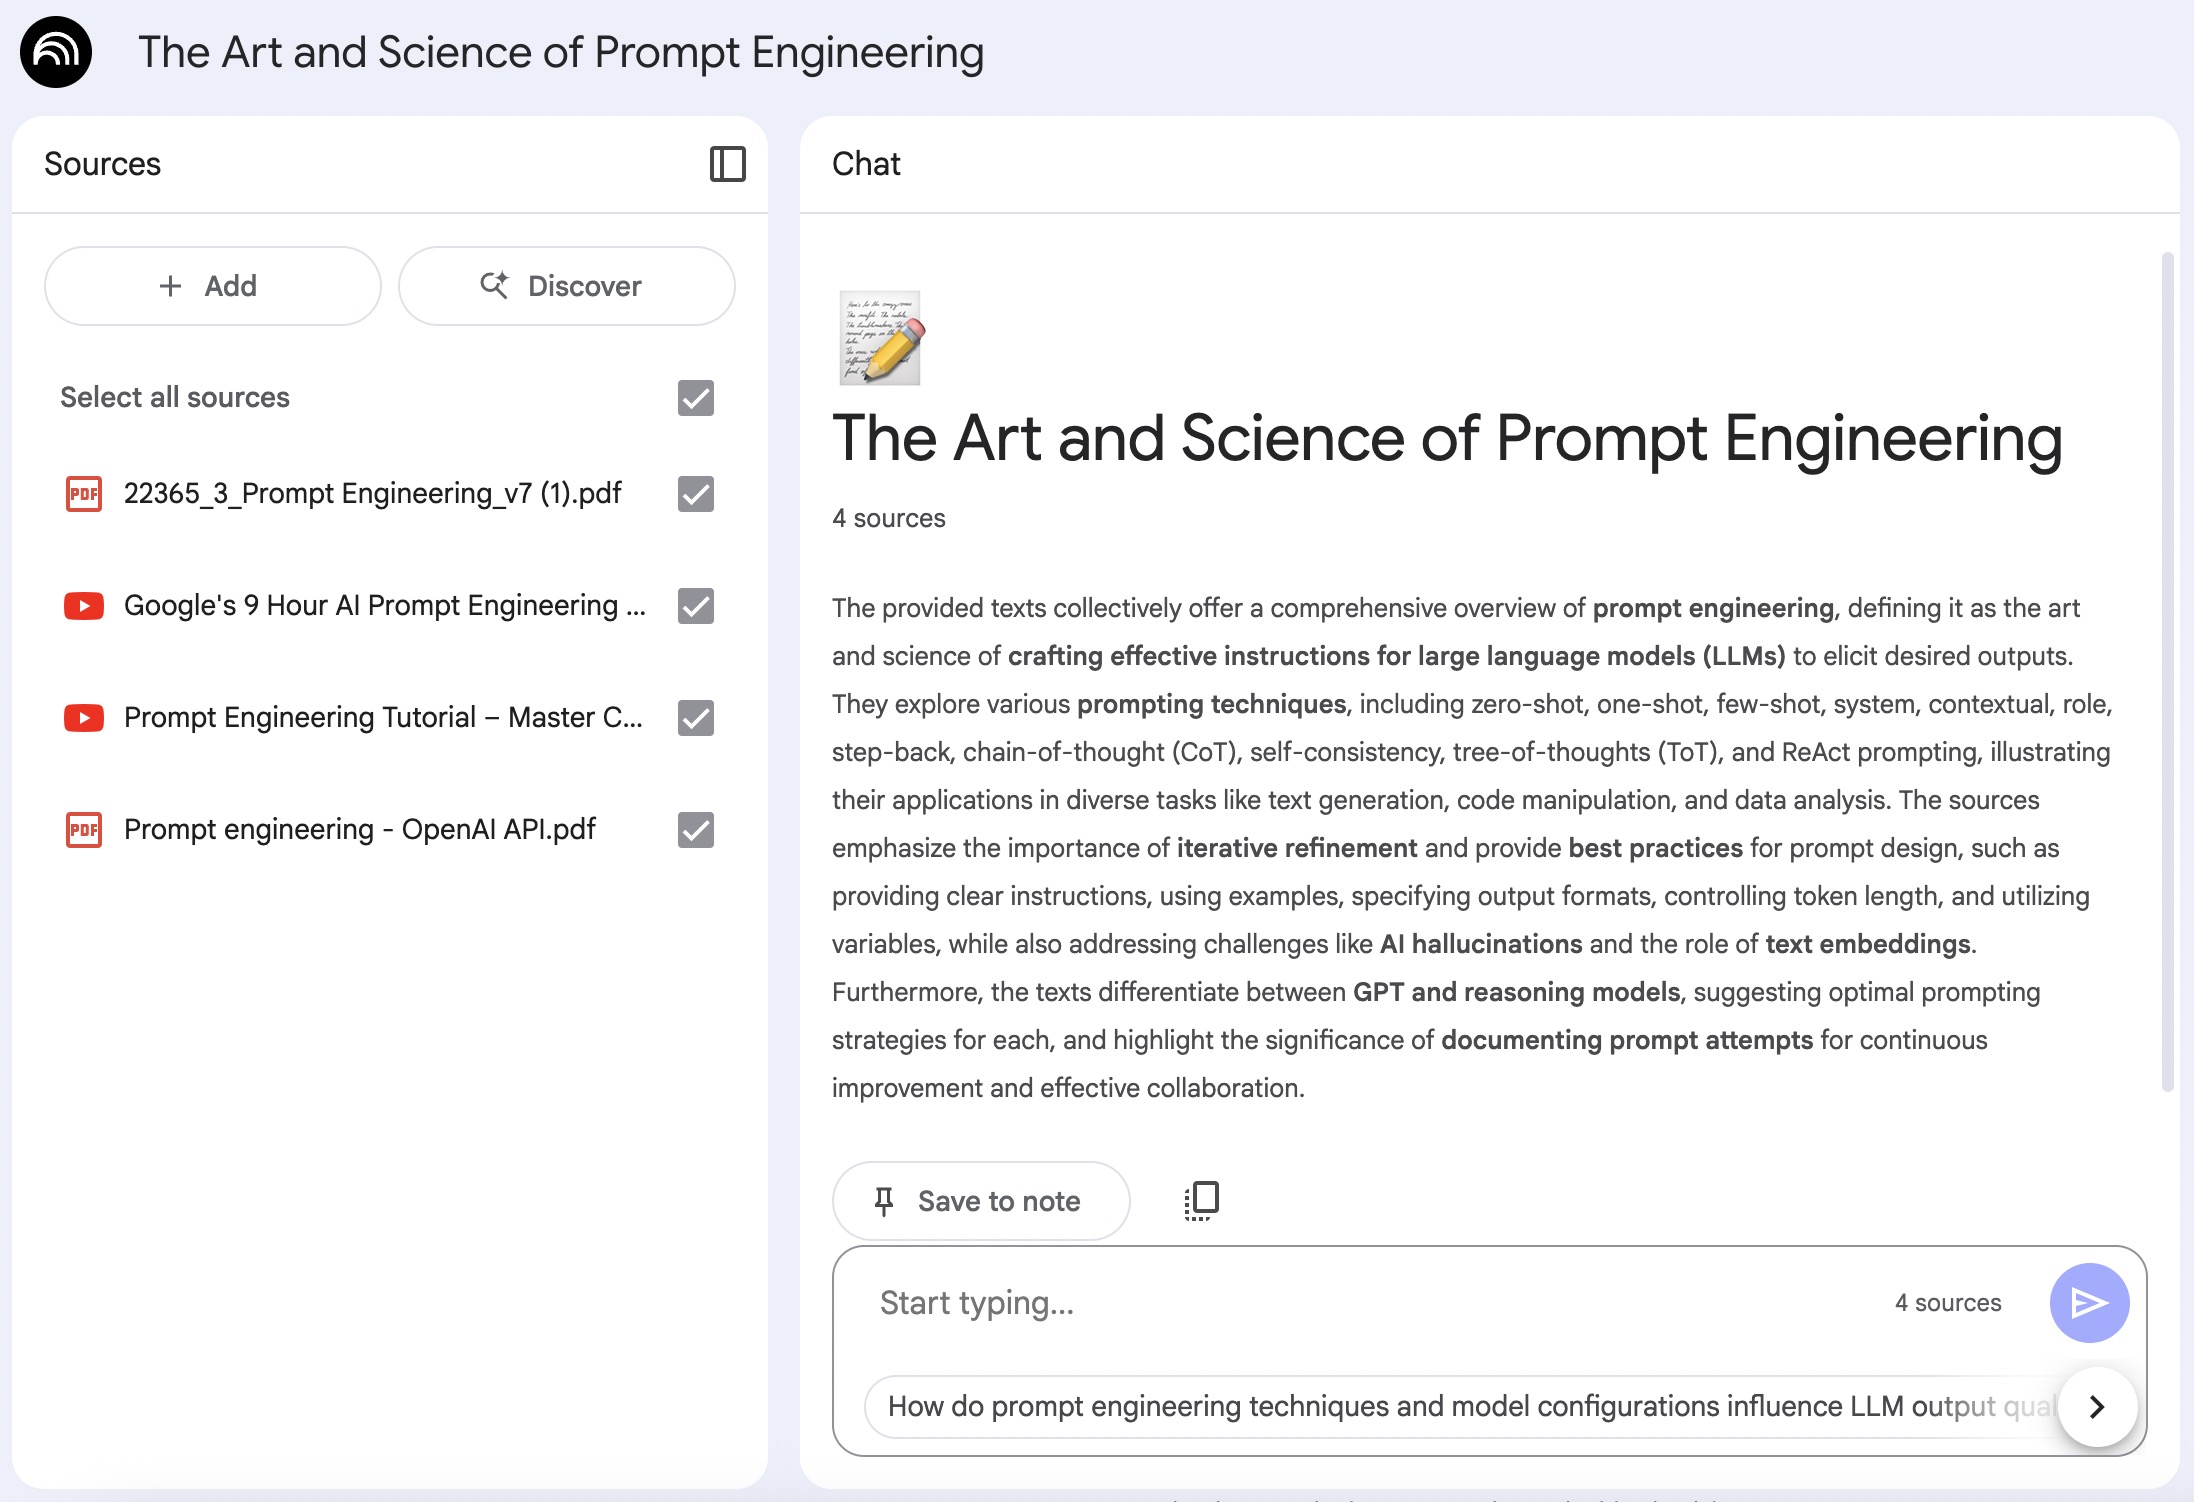 The Art and Science of Prompt Engineering
Sources
Add
Discover
Select all sources
PDF
22365_3_Prompt Engineering_v7 (1).pdf
Google's 9 Hour AI Prompt Engineering ...
Prompt Engineering Tutorial – Master C...
PDF
Prompt engineering - OpenAI API.pdf
Chat
The Art and Science of Prompt Engineering
4 sources
The provided texts collectively offer a comprehensive overview of prompt engineering, defining it as the art
and science of crafting effective instructions for large language models (LLMs) to elicit desired outputs.
They explore various prompting techniques, including zero-shot, one-shot, few-shot, system, contextual, role,
step-back, chain-of-thought (CoT), self-consistency, tree-of-thoughts (ToT), and ReAct prompting, illustrating
their applications in diverse tasks like text generation, code manipulation, and data analysis. The sources
emphasize the importance of iterative refinement and provide best practices for prompt design, such as
providing clear instructions, using examples, specifying output formats, controlling token length, and utilizing
variables, while also addressing challenges like AI hallucinations and the role of text embeddings.
Furthermore, the texts differentiate between GPT and reasoning models, suggesting optimal prompting
strategies for each, and highlight the significance of documenting prompt attempts for continuous
improvement and effective collaboration.
Save to note
Start typing...
4 sources
How do prompt engineering techniques and model configurations influence LLM output qual